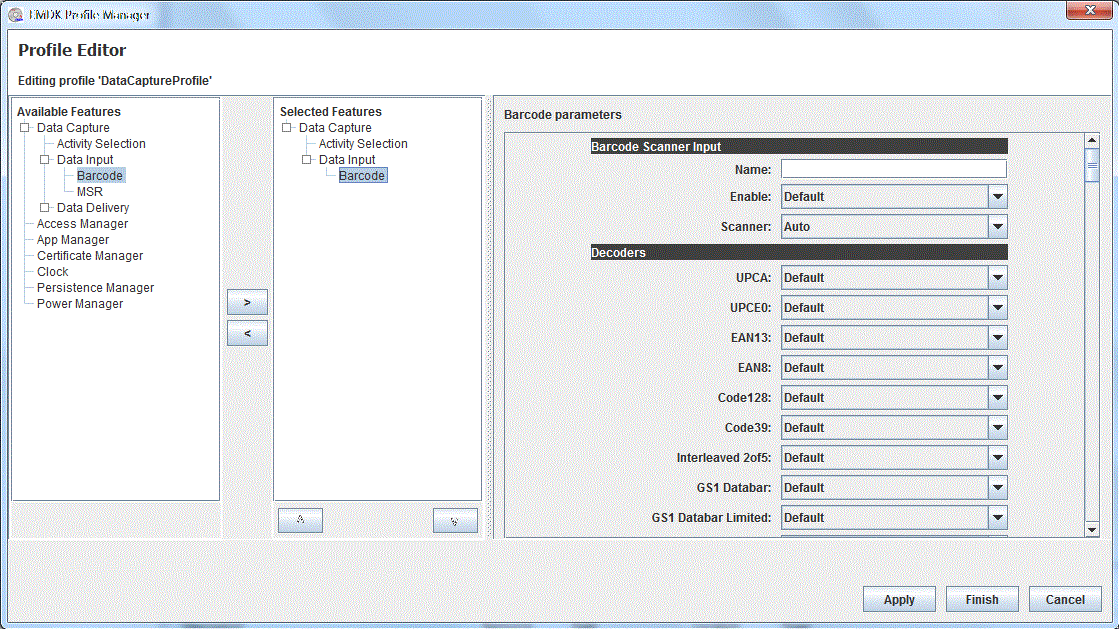 EMDK Profile Manager
Profile Editor
Editing profile 'DataCaptureProfile'
Available Features
Data Capture
Activity Selection
Data Input
Barcode
MSR
Data Delivery
Access Manager
App Manager
Certificate Manager
Clock
Persistence Manager
Power Manager
>
<
Selected Features
Data Capture
Activity Selection
Data Input
Barcode
Barcode parameters
Barcode Scanner Input
Name:
Enable: Default
Scanner: Auto
Decoders
UPCA: Default
UPCE0: Default
EAN13: Default
EAN8: Default
Code128: Default
Code39: Default
Interleaved 2of5: Default
GS1 Databar: Default
GS1 Databar Limited: Default
Apply Finish Cancel